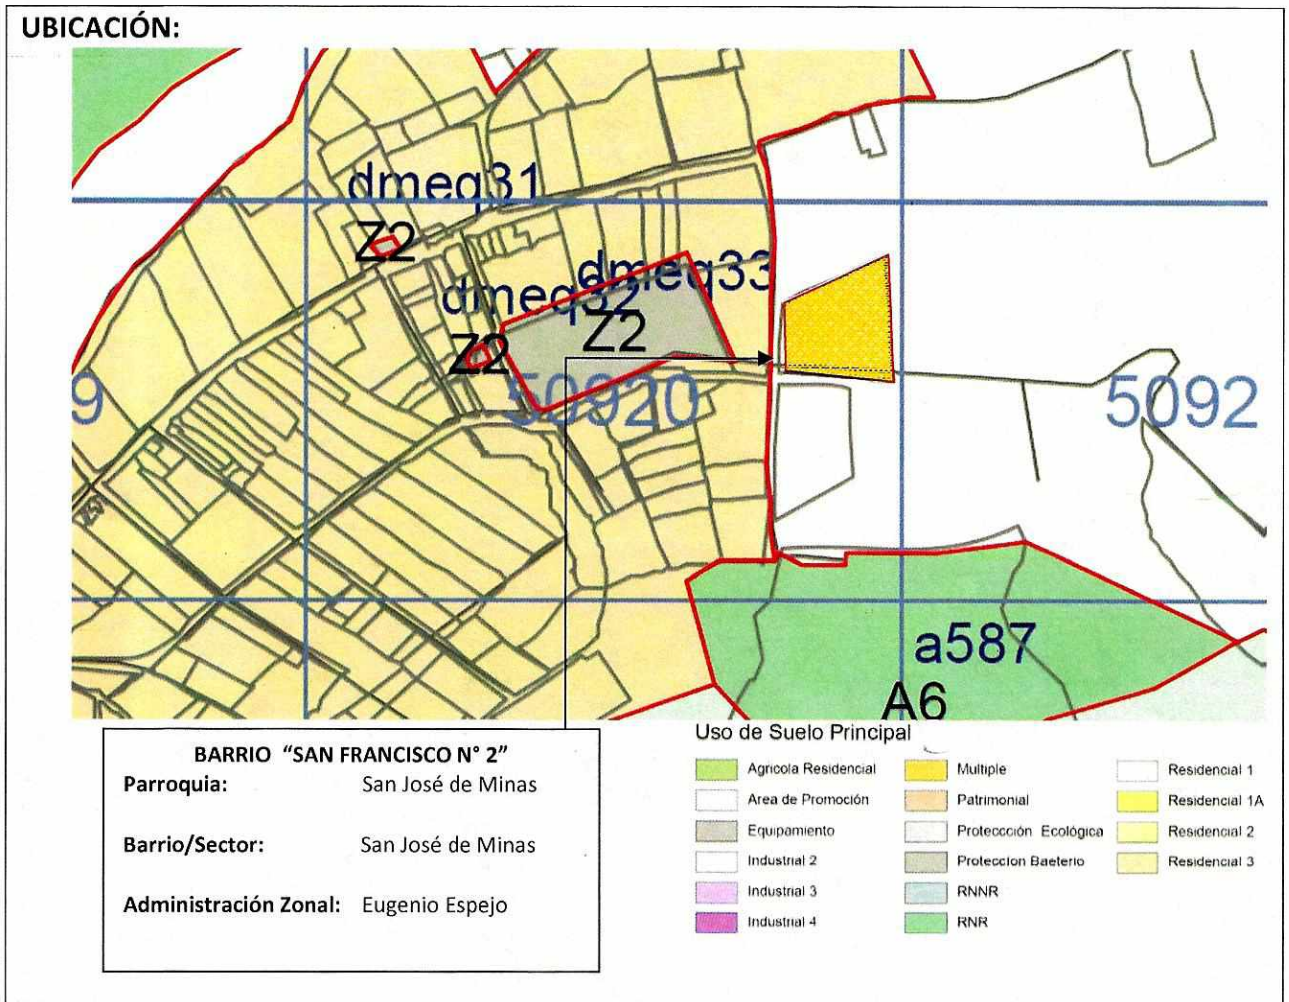 UBICACIÓN:
dmeq31
Z2
dmeq33
dmeq32
Z2
Z2
9
50920
5092
a587
A6
BARRIO “SAN FRANCISCO N° 2”
Parroquia: San José de Minas
Barrio/Sector: San José de Minas
Administración Zonal: Eugenio Espejo
Uso de Suelo Principal
Agricola Residencial
Area de Promoción
Equipamiento
Industrial 2
Industrial 3
Industrial 4
Multiple
Patrimonial
Protección Ecológica
Proteccion Baeterio
RNNR
RNR
Residencial 1
Residencial 1A
Residencial 2
Residencial 3